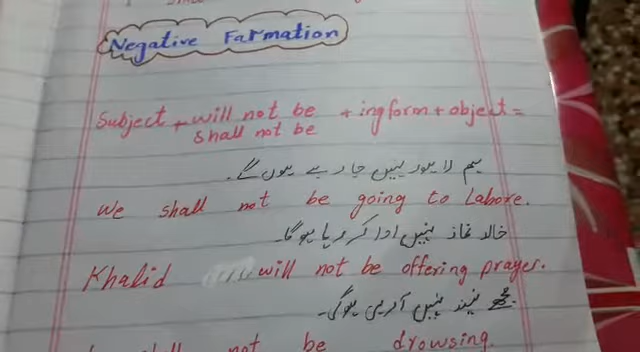 Negative Farmation
Subject + will not be + ing form + object =
shall not be
ہم لاہور نہیں جا رہے ہوں گے۔
We shall not be going to Lahore.
خالد نماز نہیں ادا کر رہا ہوگا۔
Khalid will not be offering prayer.
مجھے نیند نہیں آرہی ہوگی۔
not be drowsing.